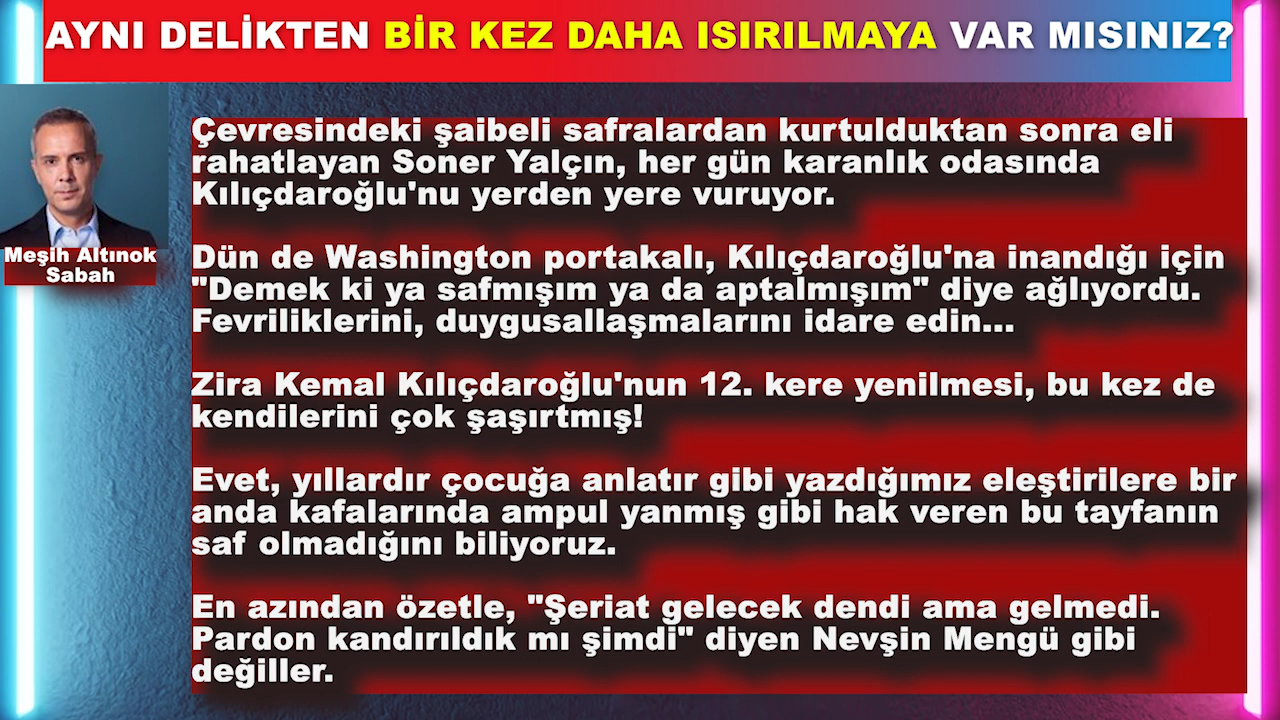 AYNI DELİKTEN BİR KEZ DAHA ISIRILMAYA VAR MISINIZ?
Meşih Altınok
Sabah
Çevresindeki şaibeli safralardan kurtulduktan sonra eli
rahatlayan Soner Yalçın, her gün karanlık odasında
Kılıçdaroğlu'nu yerden yere vuruyor.
Dün de Washington portakalı, Kılıçdaroğlu'na inandığı için
"Demek ki ya safmışım ya da aptalmışım" diye ağlıyordu.
Fevriliklerini, duygusallaşmalarını idare edin...
Zira Kemal Kılıçdaroğlu'nun 12. kere yenilmesi, bu kez de
kendilerini çok şaşırtmış!
Evet, yıllardır çocuğa anlatır gibi yazdığımız eleştirilere bir
anda kafalarında ampul yanmış gibi hak veren bu tayfanın
saf olmadığını biliyoruz.
En azından özetle, "Şeriat gelecek dendi ama gelmedi.
Pardon kandırıldık mı şimdi" diyen Nevşin Mengü gibi
değiller.